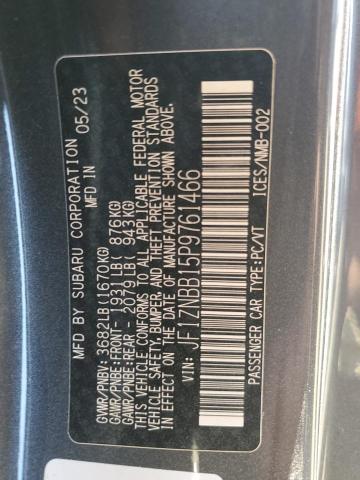 MFD BY SUBARU CORPORATION 05/23
GVWR/PNBV: 3682LB(1670KG)
GAWR/PNBE:FRONT- 1931LB( 876KG)
GAWR/PNBE:REAR - 2079LB( 943KG)
THIS VEHICLE CONFORMS TO ALL APPLICABLE FEDERAL MOTOR
VEHICLE SAFETY,BUMPER,AND THEFT PREVENTION STANDARDS
IN EFFECT ON THE DATE OF MANUFACTURE SHOWN ABOVE.
VIN: JF1ZNBB15P9761466
PASSENGER CAR TYPE:PC/VT ICES/NMB-002